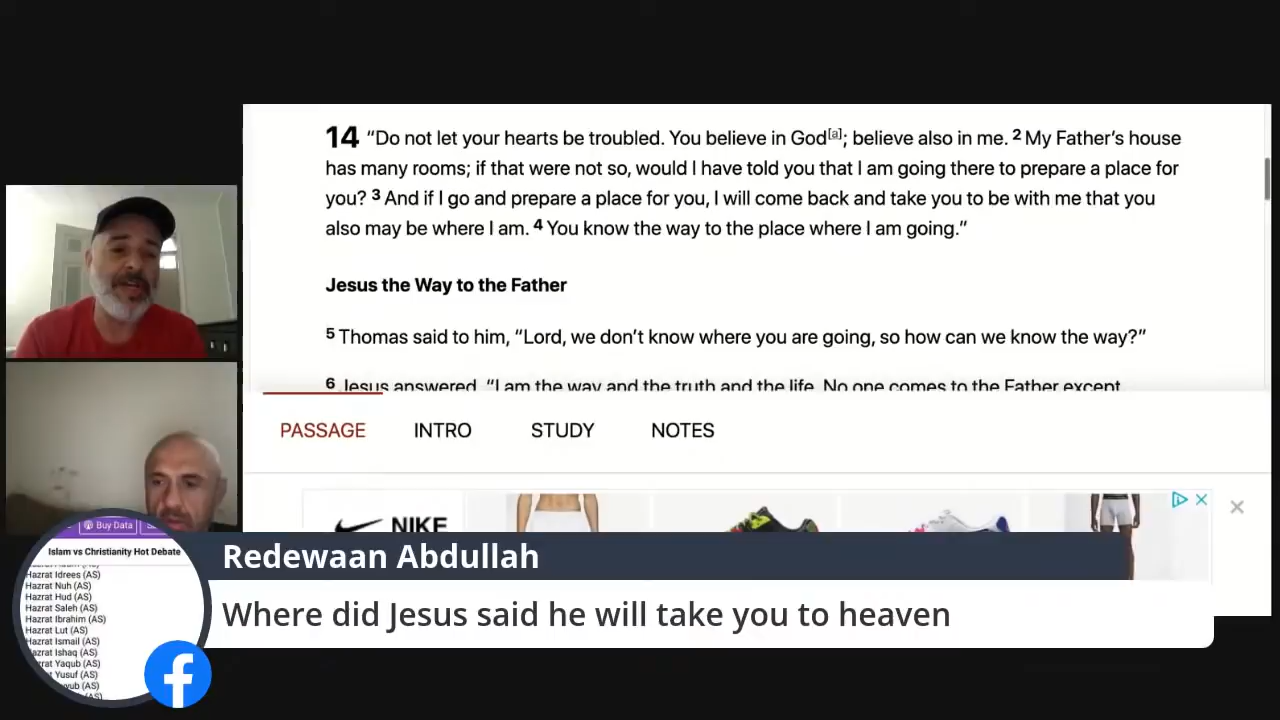 14 “Do not let your hearts be troubled. You believe in God[a]; believe also in me. 2 My Father’s house
has many rooms; if that were not so, would I have told you that I am going there to prepare a place for
you? 3 And if I go and prepare a place for you, I will come back and take you to be with me that you
also may be where I am. 4 You know the way to the place where I am going.”
Jesus the Way to the Father
5 Thomas said to him, “Lord, we don’t know where you are going, so how can we know the way?”
6 Jesus answered, “I am the way and the truth and the life. No one comes to the Father except
PASSAGE INTRO STUDY NOTES
NIKE
Buy Data
Islam vs Christianity Hot Debate
Hazrat Idrees (AS)
Hazrat Nuh (AS)
Hazrat Hud (AS)
Hazrat Saleh (AS)
Hazrat Ibrahim (AS)
Hazrat Lut (AS)
Hazrat Ismail (AS)
Hazrat Ishaq (AS)
Yaqub (AS)
Yusuf (AS)
(AS)
Redewaan Abdullah
Where did Jesus said he will take you to heaven